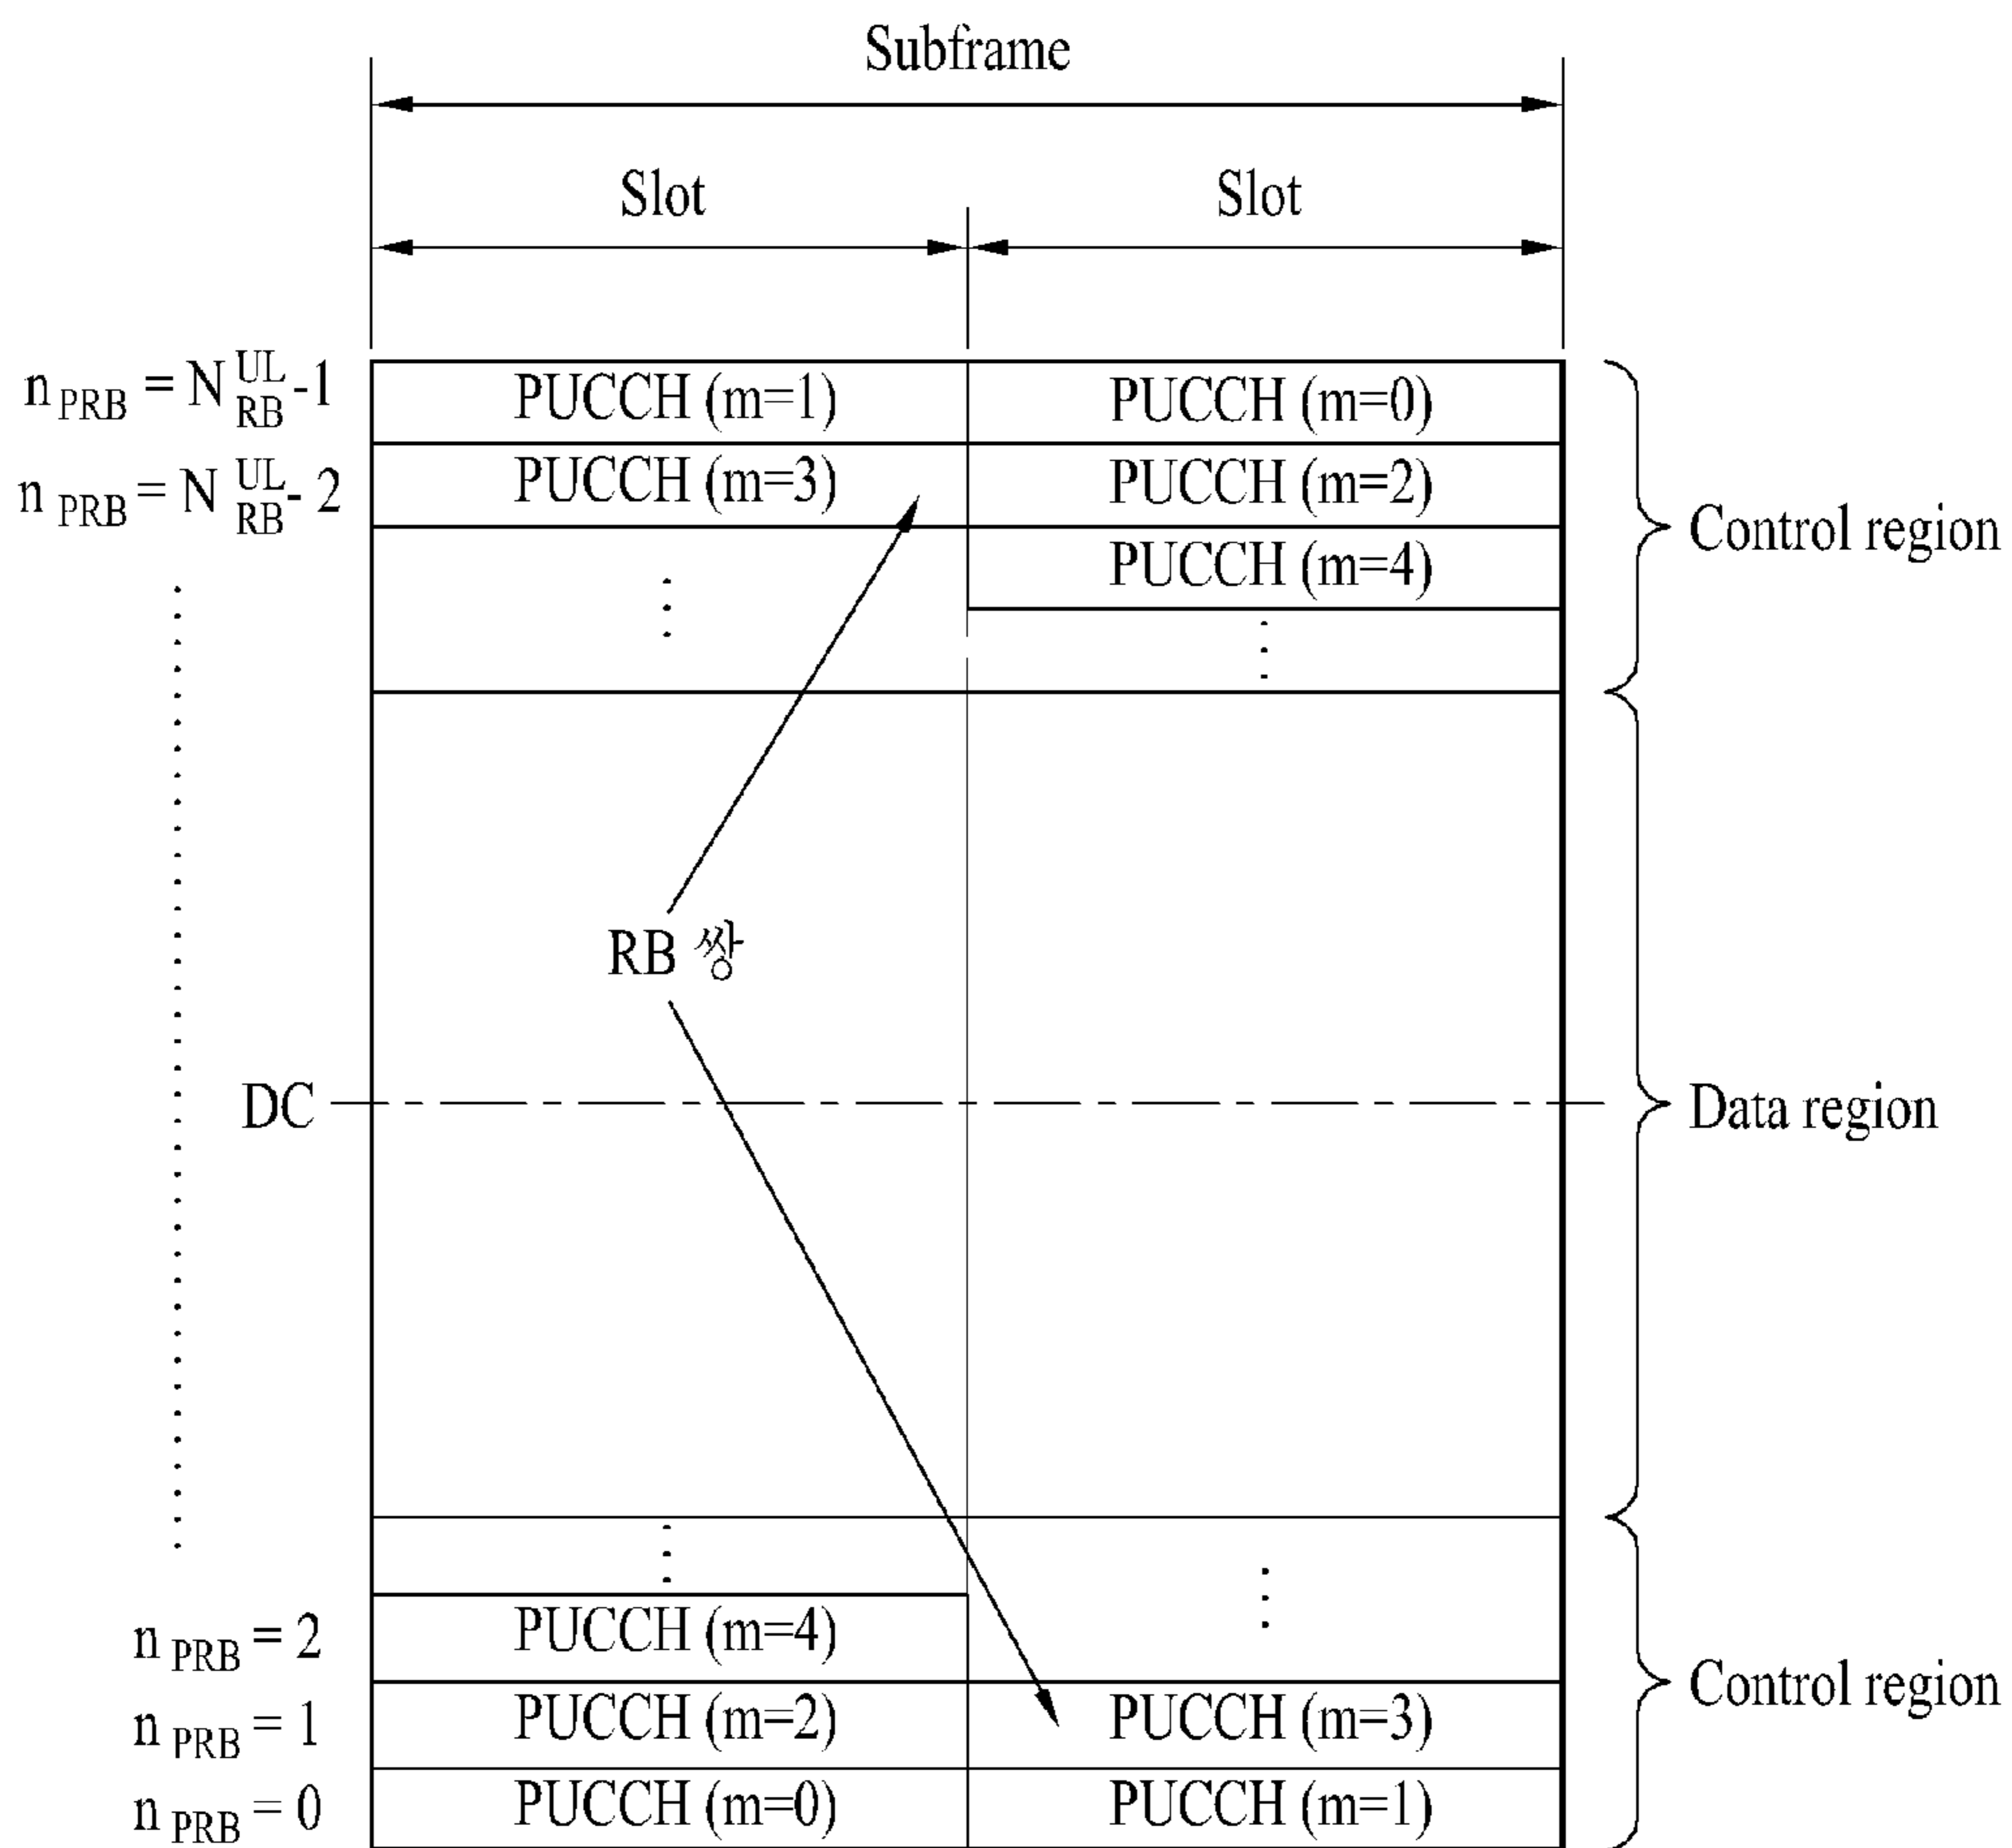 Subframe
Slot Slot
n PRB = N UL RB -1 PUCCH (m=1) PUCCH (m=0)
n PRB = N UL RB - 2 PUCCH (m=3) PUCCH (m=2)
PUCCH (m=4)
Control region
RB 쌍
DC
Data region
n PRB = 2 PUCCH (m=4)
Control region
n PRB = 1 PUCCH (m=2) PUCCH (m=3)
n PRB = 0 PUCCH (m=0) PUCCH (m=1)